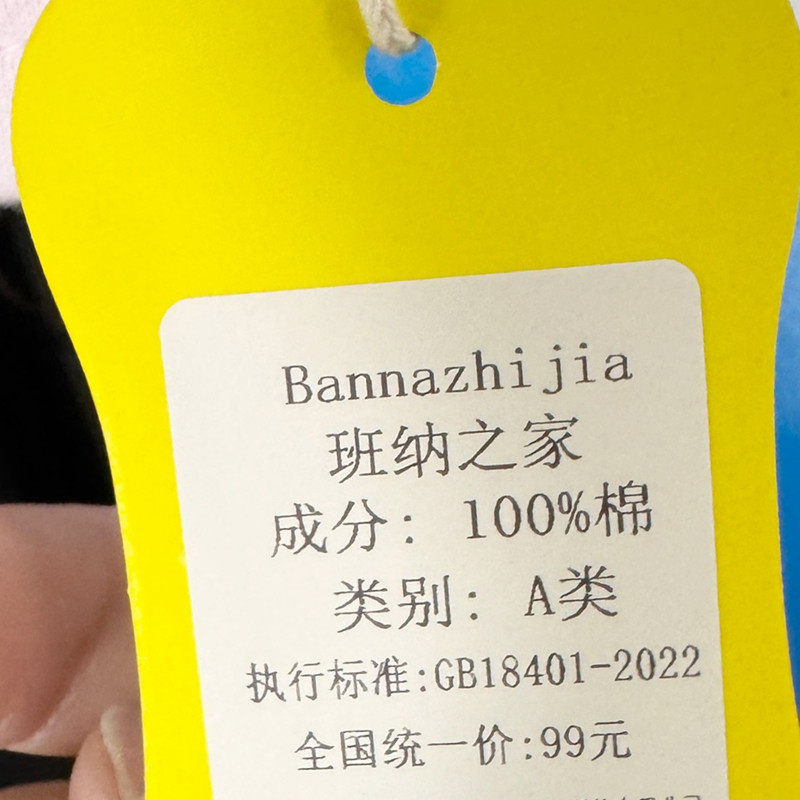 Bannazhijia
班纳之家
成分: 100%棉
类别: A类
执行标准:GB18401-2022
全国统一价:99元